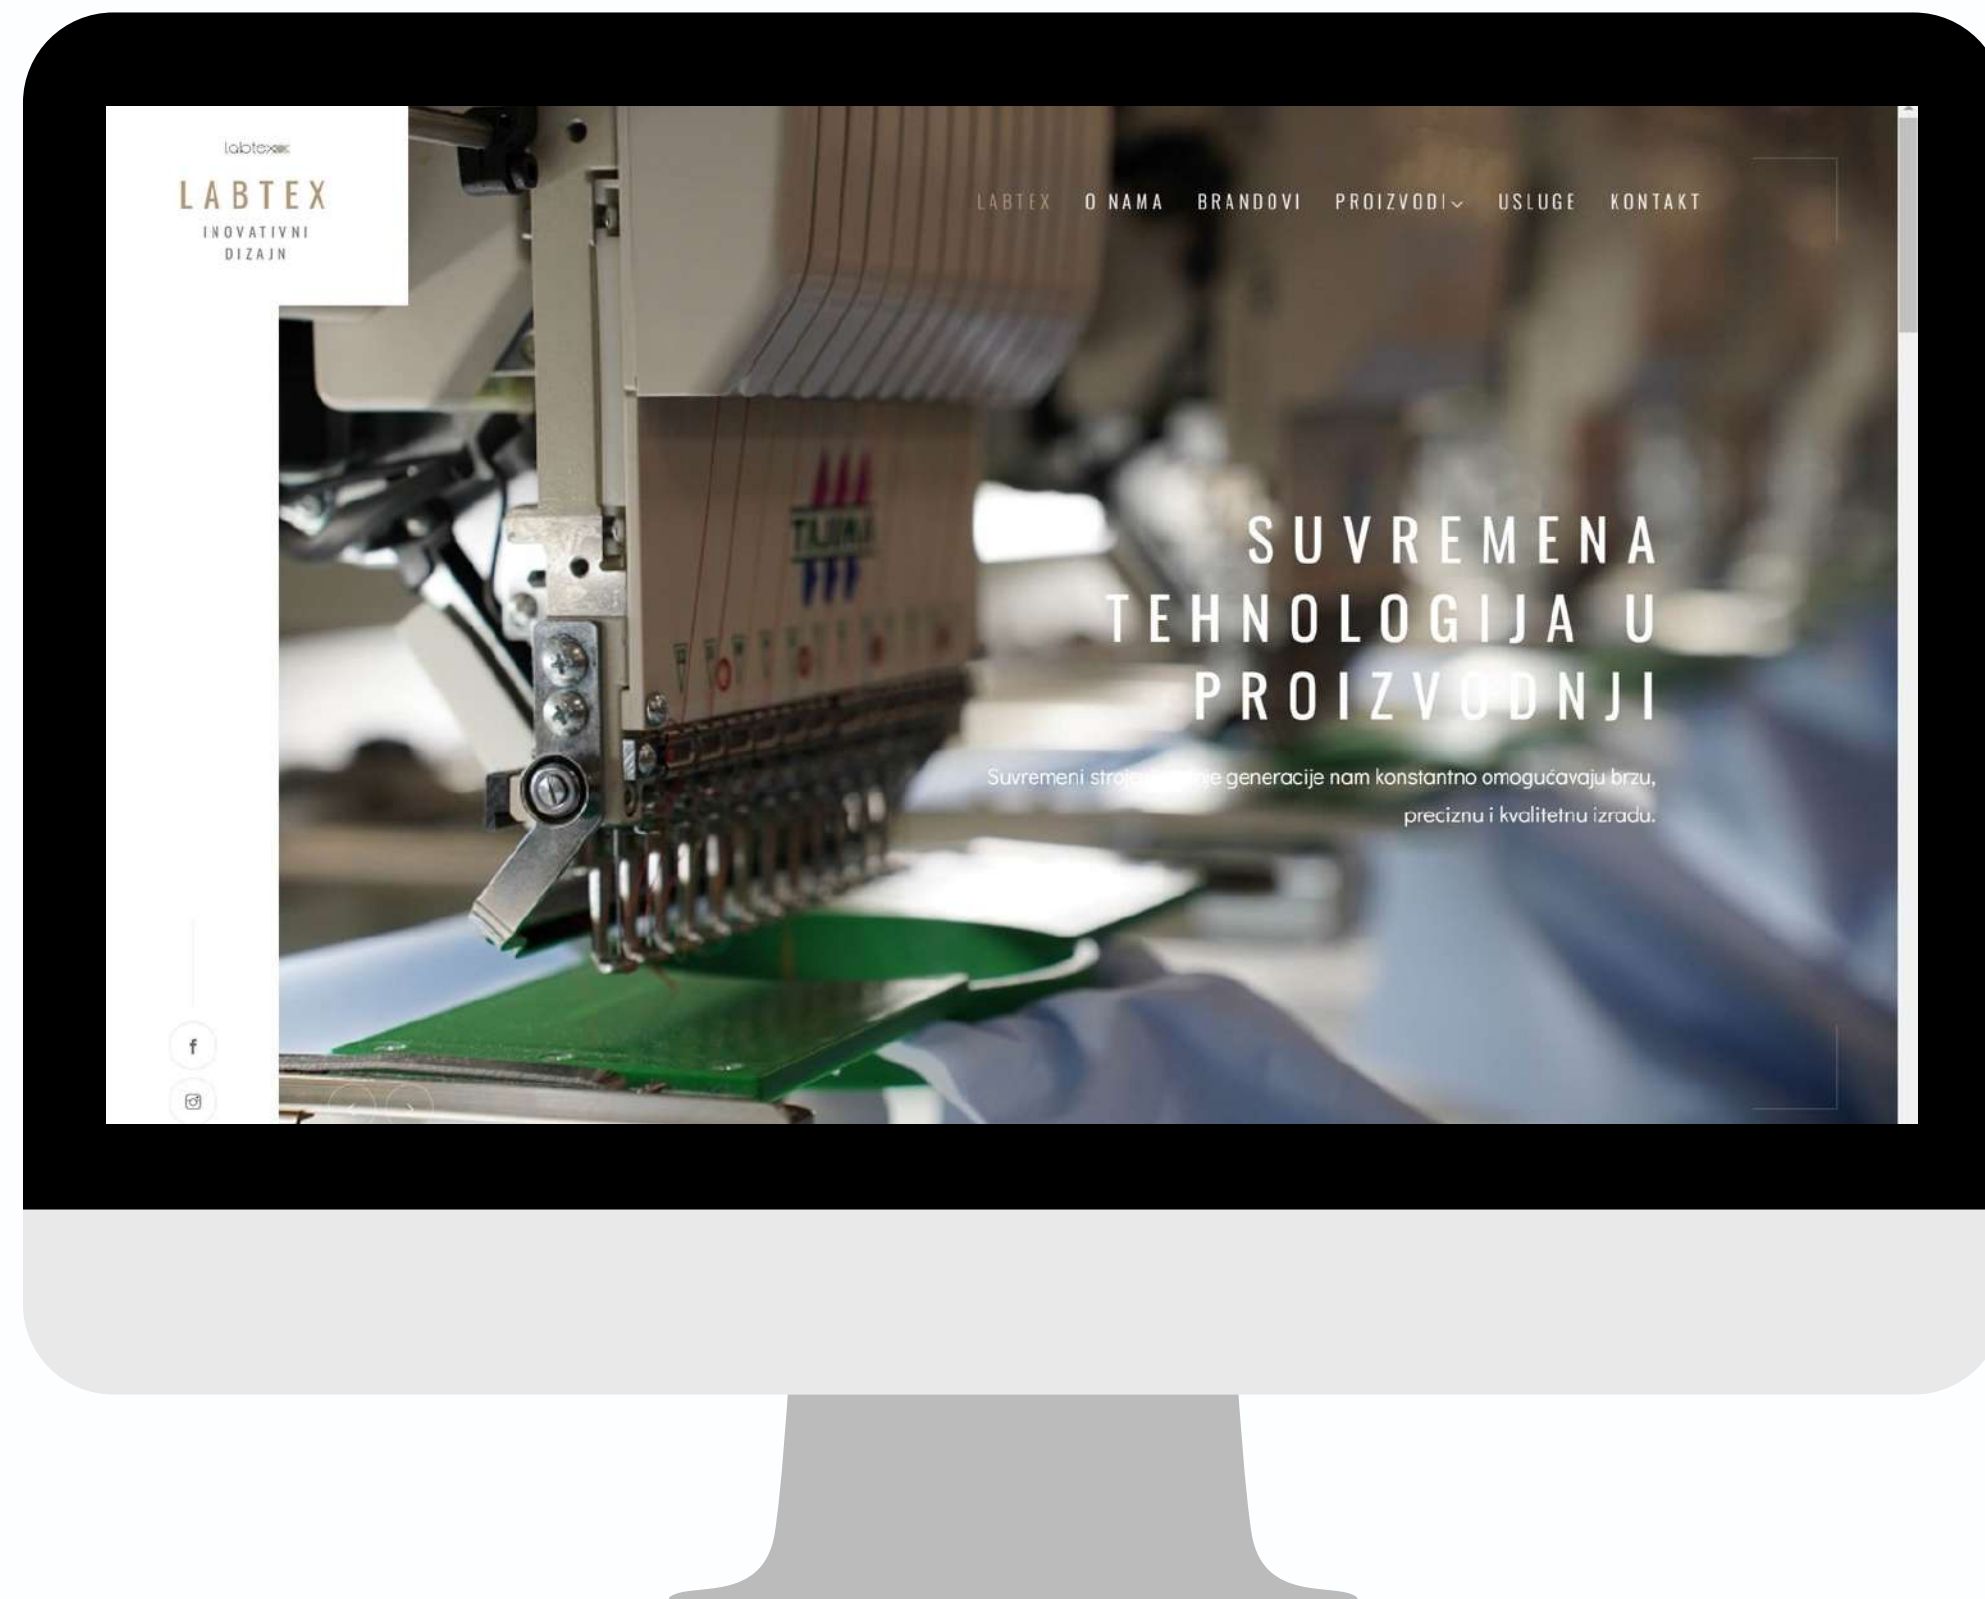 labtex
LABTEX
INOVATIVNI
DIZAJN
LABTEX O NAMA BRANDOVI PROIZVODI USLUGE KONTAKT
TAJIMA
SUVREMENA
TEHNOLOGIJA U
PROIZVODNJI
Suvremeni generacije nam konstantno omogućavaju brzu,
preciznu i kvalitetnu izradu.